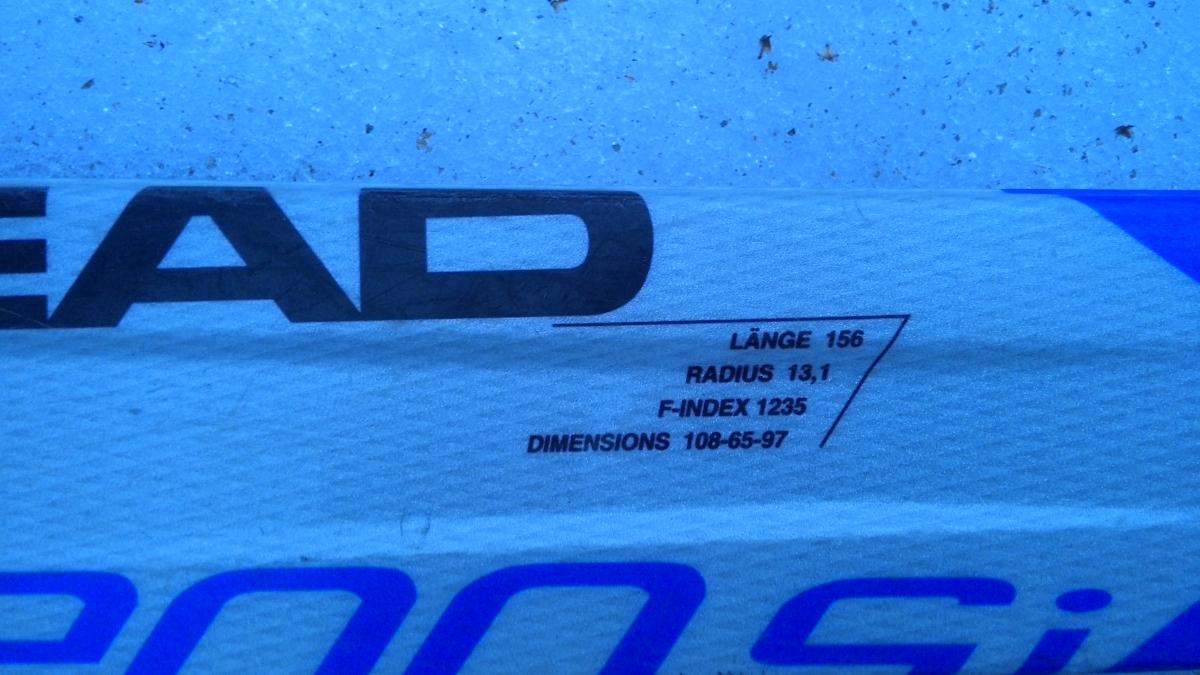 EAD
LÄNGE 156
RADIUS 13,1
F-INDEX 1235
DIMENSIONS 108-65-97